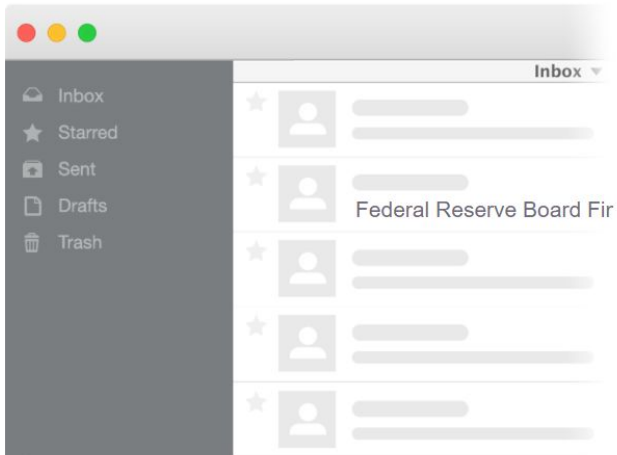 Inbox
Inbox
Starred
Federal Reserve Board Fir
Sent
Drafts
Trash